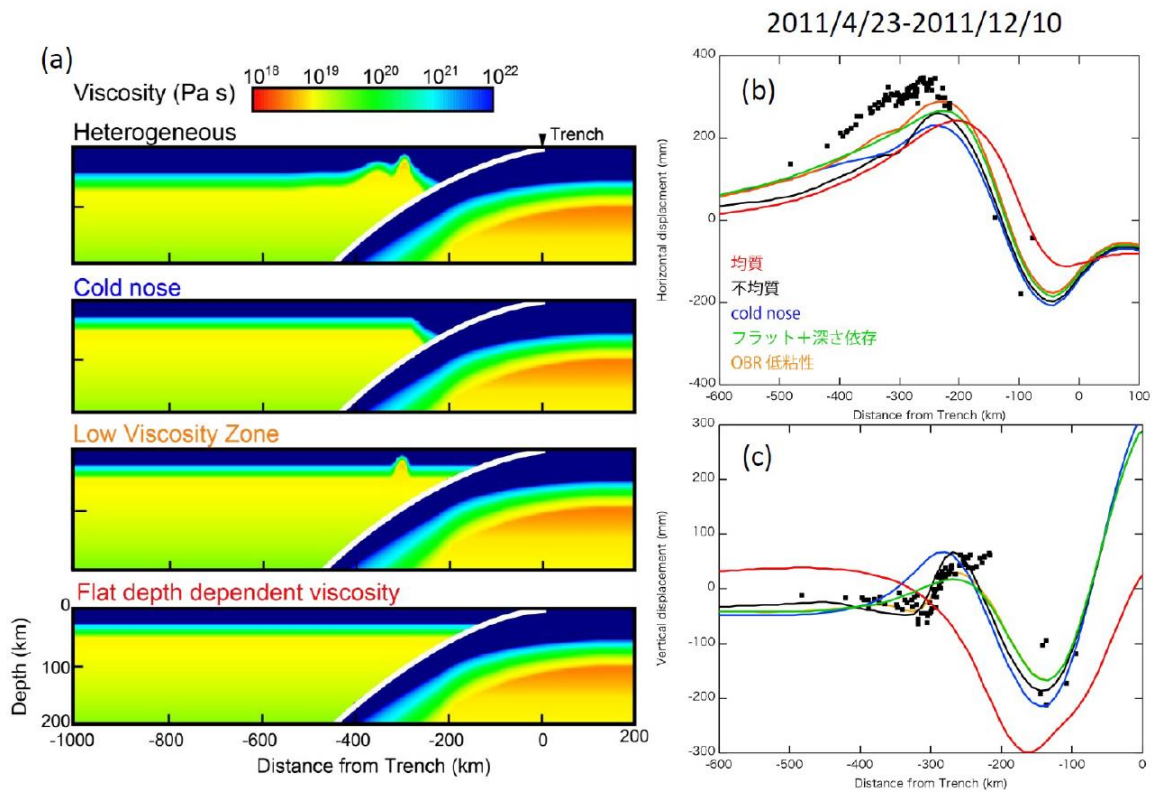 2011/4/23-2011/12/10
(a)
Viscosity (Pa s)
10^18 10^19 10^20 10^21 10^22
Heterogeneous
Trench
Cold nose
Low Viscosity Zone
Flat depth dependent viscosity
0
100
200
Depth (km)
-1000 -800 -600 -400 -200 0 200
Distance from Trench (km)
(b)
400
200
0
-200
-400
Horizontal displacment (mm)
均質
不均質
cold nose
フラット+深さ依存
OBR 低粘性
-600 -500 -400 -300 -200 -100 0 100
Distance from Trench (km)
(c)
300
200
100
0
-100
-200
-300
Vertical displacement (mm)
-600 -500 -400 -300 -200 -100 0
Distance from Trench (km)